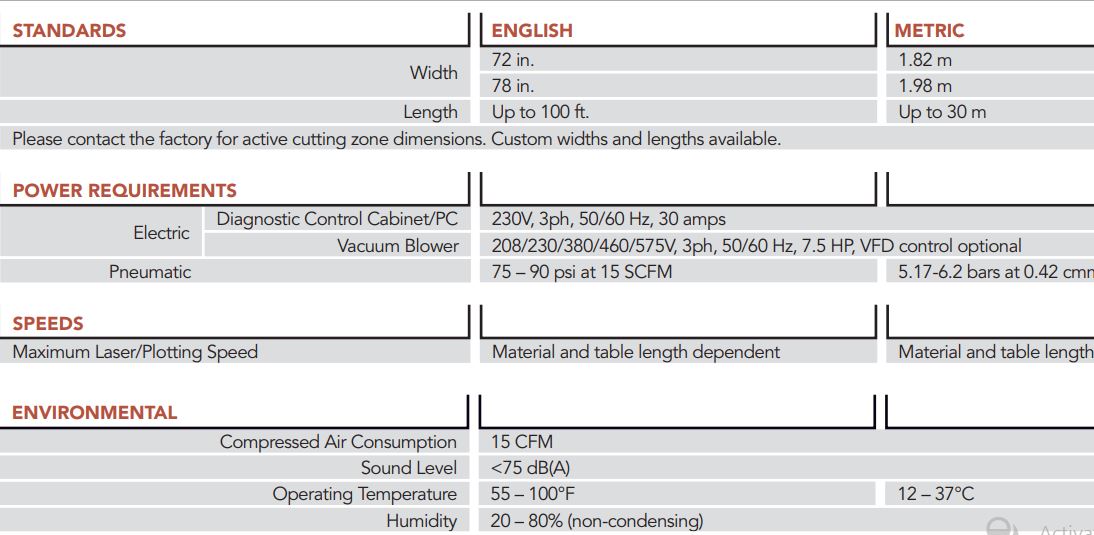 STANDARDS ENGLISH METRIC
Width 72 in. 1.82 m
78 in. 1.98 m
Length Up to 100 ft. Up to 30 m
Please contact the factory for active cutting zone dimensions. Custom widths and lengths available.
POWER REQUIREMENTS
Electric Diagnostic Control Cabinet/PC 230V, 3ph, 50/60 Hz, 30 amps
Vacuum Blower 208/230/380/460/575V, 3ph, 50/60 Hz, 7.5 HP, VFD control optional
Pneumatic 75 – 90 psi at 15 SCFM 5.17-6.2 bars at 0.42
SPEEDS
Maximum Laser/Plotting Speed Material and table length dependent Material and table length
ENVIRONMENTAL
Compressed Air Consumption 15 CFM
Sound Level <75 dB(A)
Operating Temperature 55 – 100°F 12 – 37°C
Humidity 20 – 80% (non-condensing)